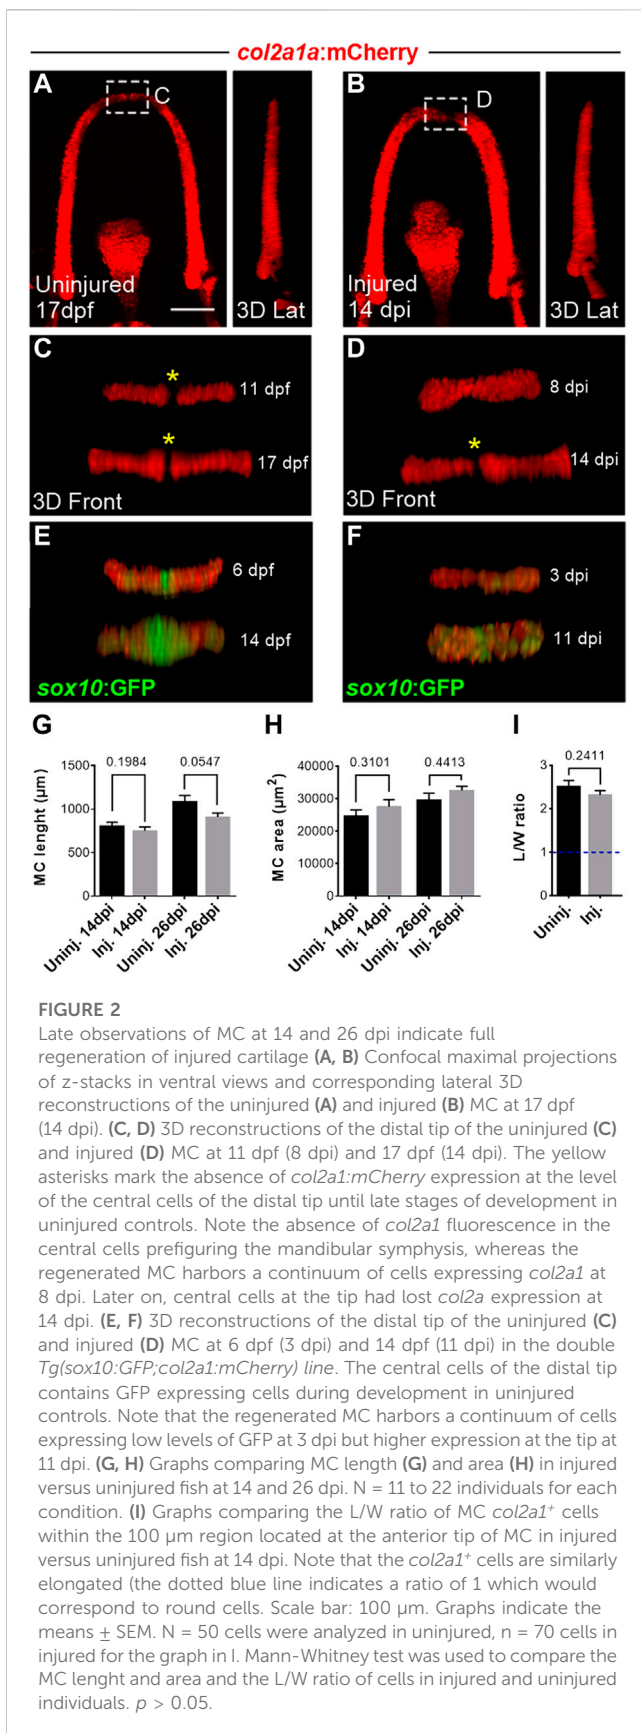 col2a1a:mCherry
A
C
Uninjured
17dpf
3D Lat
B
D
Injured
14 dpi
3D Lat
C
*
11 dpf
*
17 dpf
3D Front
D
8 dpi
*
14 dpi
3D Front
E
6 dpf
14 dpf
sox10:GFP
F
3 dpi
11 dpi
sox10:GFP
G
MC lenght (µm)
1500
1000
500
0
0.1984
0.0547
Uninj. 14dpi
Inj. 14dpi
Uninj. 26dpi
Inj. 26dpi
H
MC area (µm²)
40000
30000
20000
10000
0
0.3101
0.4413
Uninj. 14dpi
Inj. 14dpi
Uninj. 26dpi
Inj. 26dpi
I
L/W ratio
3
2
1
0
0.2411
Uninj.
Inj.
FIGURE 2
Late observations of MC at 14 and 26 dpi indicate full
regeneration of injured cartilage (A, B) Confocal maximal projections
of z-stacks in ventral views and corresponding lateral 3D
reconstructions of the uninjured (A) and injured (B) MC at 17 dpf
(14 dpi). (C, D) 3D reconstructions of the distal tip of the uninjured (C)
and injured (D) MC at 11 dpf (8 dpi) and 17 dpf (14 dpi). The yellow
asterisks mark the absence of col2a1:mCherry expression at the level
of the central cells of the distal tip until late stages of development in
uninjured controls. Note the absence of col2a1 fluorescence in the
central cells prefiguring the mandibular symphysis, whereas the
regenerated MC harbors a continuum of cells expressing col2a1 at
8 dpi. Later on, central cells at the tip had lost col2a expression at
14 dpi. (E, F) 3D reconstructions of the distal tip of the uninjured (C)
and injured (D) MC at 6 dpf (3 dpi) and 14 dpf (11 dpi) in the double
Tg(sox10:GFP;col2a1:mCherry) line. The central cells of the distal tip
contains GFP expressing cells during development in uninjured
controls. Note that the regenerated MC harbors a continuum of cells
expressing low levels of GFP at 3 dpi but higher expression at the tip at
11 dpi. (G, H) Graphs comparing MC length (G) and area (H) in injured
versus uninjured fish at 14 and 26 dpi. N = 11 to 22 individuals for each
condition. (I) Graphs comparing the L/W ratio of MC col2a1⁺ cells
within the 100 µm region located at the anterior tip of MC in injured
versus uninjured fish at 14 dpi. Note that the col2a1⁺ cells are similarly
elongated (the dotted blue line indicates a ratio of 1 which would
correspond to round cells. Scale bar: 100 µm. Graphs indicate the
means ± SEM. N = 50 cells were analyzed in uninjured, n = 70 cells in
injured for the graph in I. Mann-Whitney test was used to compare the
MC lenght and area and the L/W ratio of cells in injured and uninjured
individuals. p > 0.05.